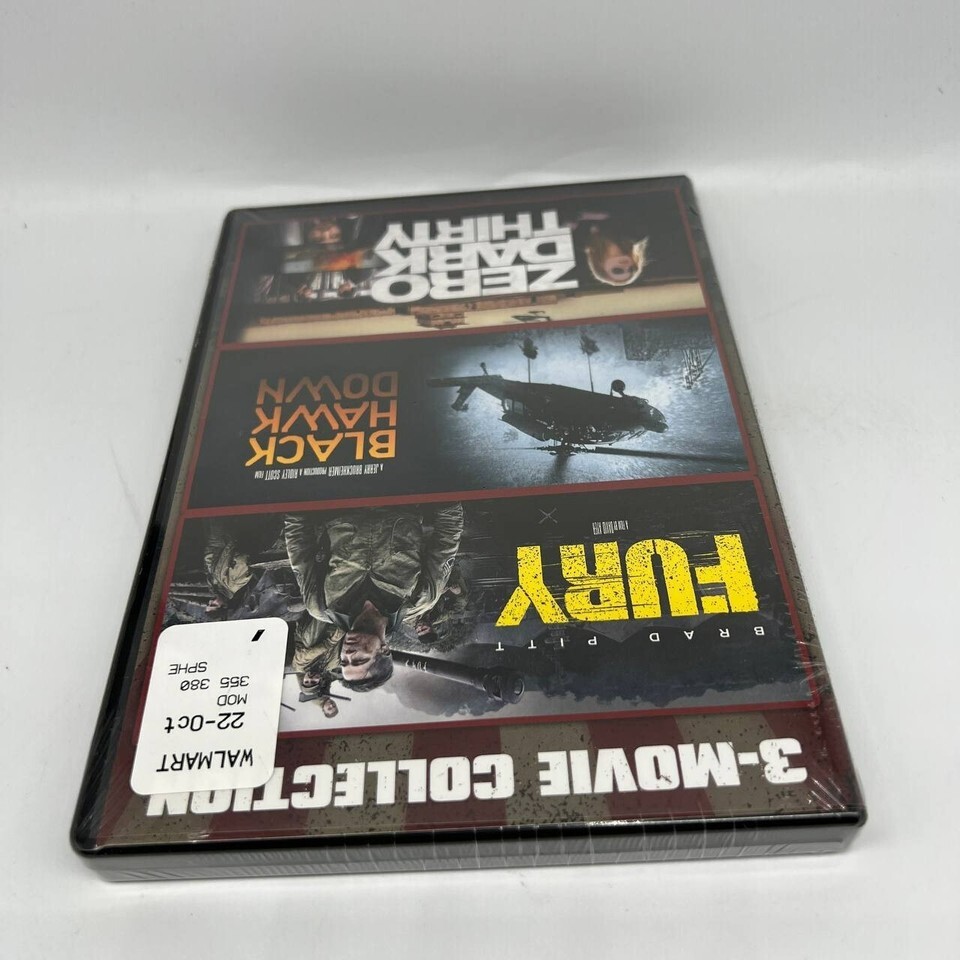 3-MOVIE COLLECTION
WALMART
22-Oct
MOD
355 380
SPHE
BRAD PITT
FURY
A FILM BY DAVID AYER
A JERRY BRUCKHEIMER PRODUCTION A RIDLEY SCOTT FILM
BLACK
HAWK
DOWN
ZERO
DARK
THIRTY